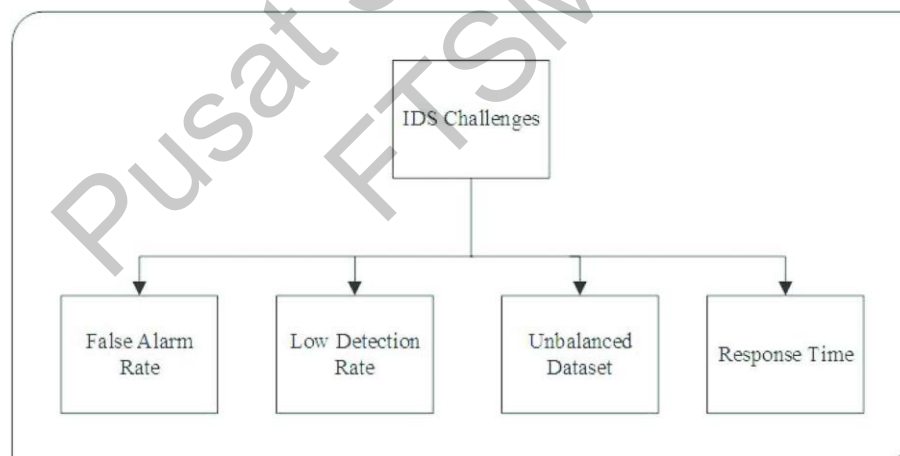 Pusat
FTSM
IDS Challenges
False Alarm
Rate
Low Detection
Rate
Unbalanced
Dataset
Response Time